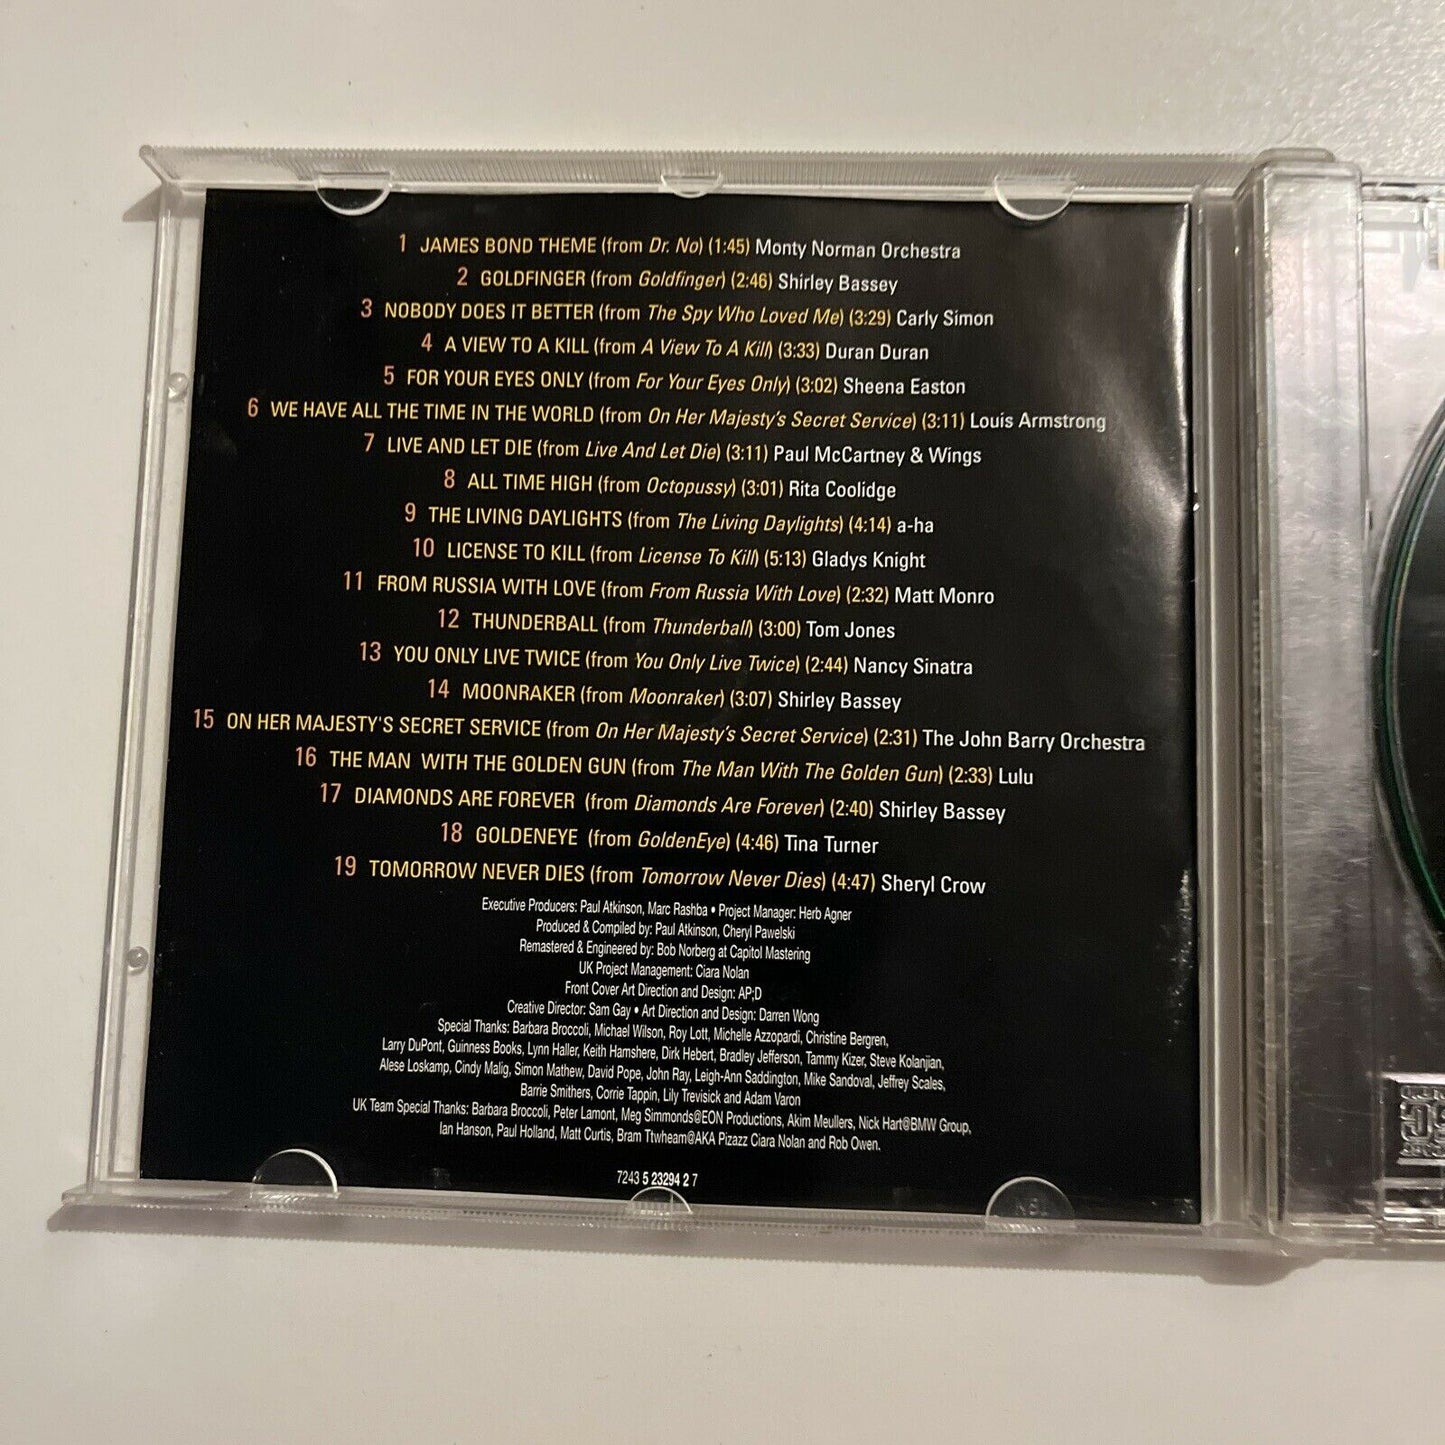 1 JAMES BOND THEME (from Dr. No) (1:45) Monty Norman Orchestra
2 GOLDFINGER (from Goldfinger) (2:46) Shirley Bassey
3 NOBODY DOES IT BETTER (from The Spy Who Loved Me) (3:29) Carly Simon
4 A VIEW TO A KILL (from A View To A Kill) (3:33) Duran Duran
5 FOR YOUR EYES ONLY (from For Your Eyes Only) (3:02) Sheena Easton
6 WE HAVE ALL THE TIME IN THE WORLD (from On Her Majesty's Secret Service) (3:11) Louis Armstrong
7 LIVE AND LET DIE (from Live And Let Die) (3:11) Paul McCartney & Wings
8 ALL TIME HIGH (from Octopussy) (3:01) Rita Coolidge
9 THE LIVING DAYLIGHTS (from The Living Daylights) (4:14) a-ha
10 LICENSE TO KILL (from License To Kill) (5:13) Gladys Knight
11 FROM RUSSIA WITH LOVE (from From Russia With Love) (2:32) Matt Monro
12 THUNDERBALL (from Thunderball) (3:00) Tom Jones
13 YOU ONLY LIVE TWICE (from You Only Live Twice) (2:44) Nancy Sinatra
14 MOONRAKER (from Moonraker) (3:07) Shirley Bassey
15 ON HER MAJESTY'S SECRET SERVICE (from On Her Majesty's Secret Service) (2:31) The John Barry Orchestra
16 THE MAN WITH THE GOLDEN GUN (from The Man With The Golden Gun) (2:33) Lulu
17 DIAMONDS ARE FOREVER (from Diamonds Are Forever) (2:40) Shirley Bassey
18 GOLDENEYE (from GoldenEye) (4:46) Tina Turner
19 TOMORROW NEVER DIES (from Tomorrow Never Dies) (4:47) Sheryl Crow
Executive Producers: Paul Atkinson, Marc Rashba • Project Manager: Herb Agner
Produced & Compiled by: Paul Atkinson, Cheryl Pawelski
Remastered & Engineered by: Bob Norberg at Capitol Mastering
UK Project Management: Ciara Nolan
Front Cover Art Direction and Design: AP;D
Creative Director: Sam Gay • Art Direction and Design: Darren Wong
Special Thanks: Barbara Broccoli, Michael Wilson, Roy Lott, Michelle Azzopardi, Christine Bergren,
Larry DuPont, Guinness Books, Lynn Haller, Keith Hamshere, Dirk Hebert, Bradley Jefferson, Tammy Kizer, Steve Kolanjian,
Alese Loskamp, Cindy Malig, Simon Mathew, David Pope, John Ray, Leigh-Ann Saddington, Mike Sandoval, Jeffrey Scales,
Barrie Smithers, Corrie Tappin, Lily Trevisick and Adam Varon
UK Team Special Thanks: Barbara Broccoli, Peter Lamont, Meg Simmonds@EON Productions, Akim Meullers, Nick Hart@BMW Group,
Ian Hanson, Paul Holland, Matt Curtis, Bram Ttwheam@AKA Pizazz Ciara Nolan and Rob Owen.
7243 5 23294 2 7